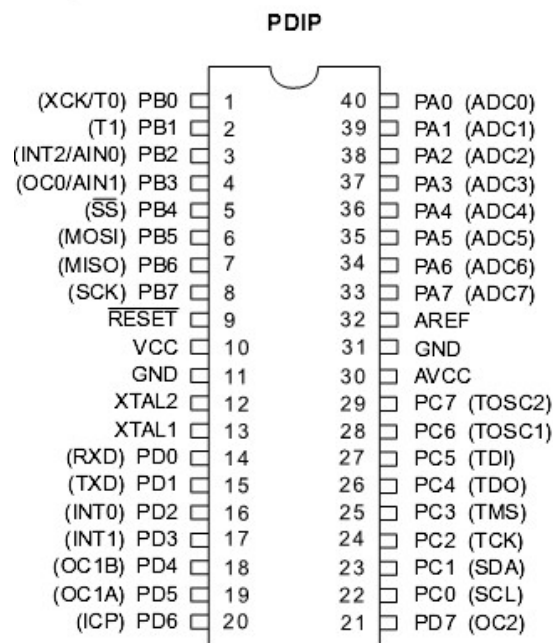 PDIP
(XCK/T0) PB0 1 40 PA0 (ADC0)
(T1) PB1 2 39 PA1 (ADC1)
(INT2/AIN0) PB2 3 38 PA2 (ADC2)
(OC0/AIN1) PB3 4 37 PA3 (ADC3)
(SS) PB4 5 36 PA4 (ADC4)
(MOSI) PB5 6 35 PA5 (ADC5)
(MISO) PB6 7 34 PA6 (ADC6)
(SCK) PB7 8 33 PA7 (ADC7)
RESET 9 32 AREF
VCC 10 31 GND
GND 11 30 AVCC
XTAL2 12 29 PC7 (TOSC2)
XTAL1 13 28 PC6 (TOSC1)
(RXD) PD0 14 27 PC5 (TDI)
(TXD) PD1 15 26 PC4 (TDO)
(INT0) PD2 16 25 PC3 (TMS)
(INT1) PD3 17 24 PC2 (TCK)
(OC1B) PD4 18 23 PC1 (SDA)
(OC1A) PD5 19 22 PC0 (SCL)
(ICP) PD6 20 21 PD7 (OC2)